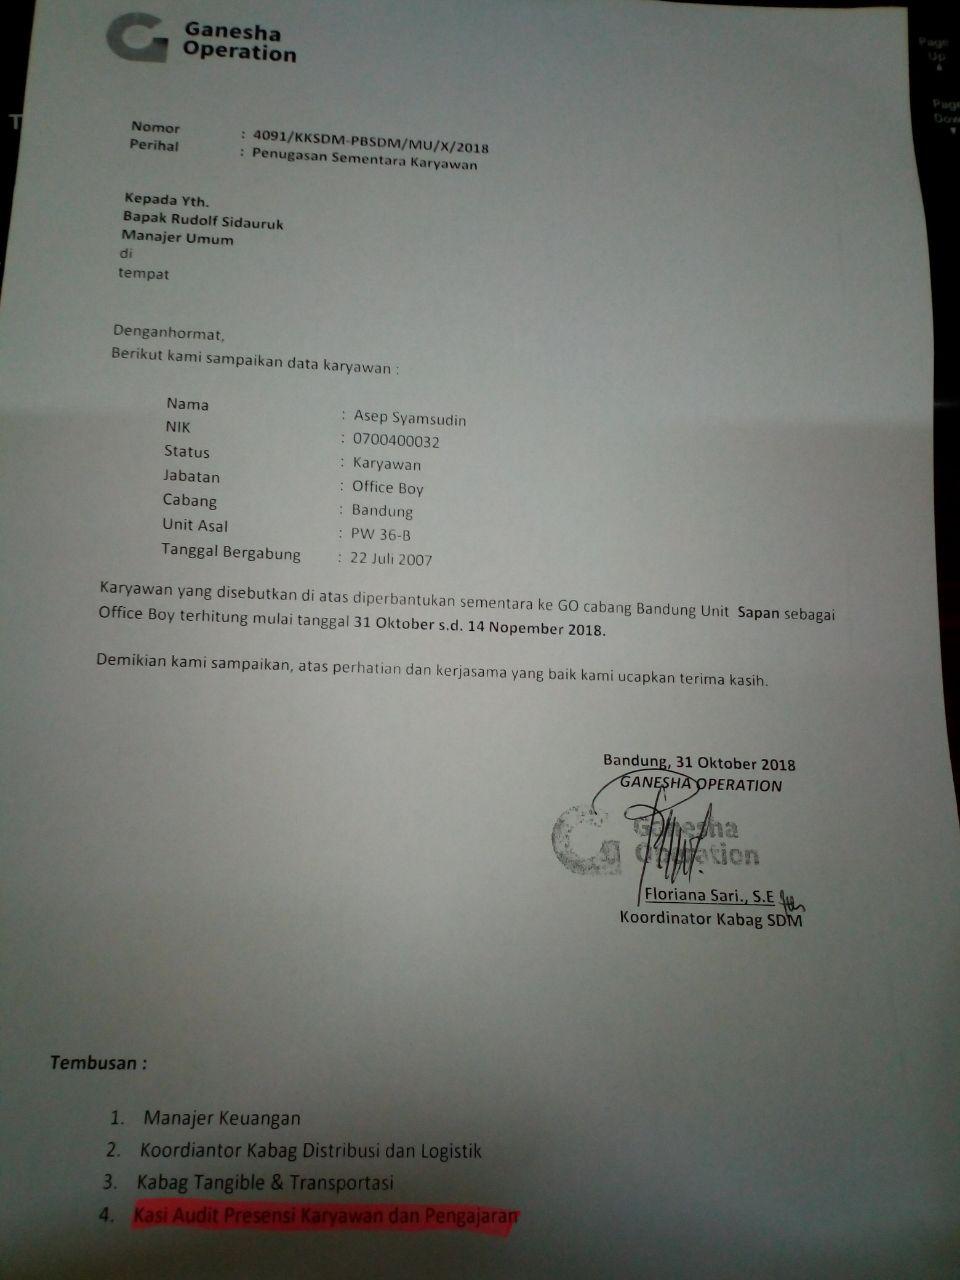 Ganesha
Operation
Nomor : 4091/KKSDM-PBSDM/MU/X/2018
Perihal : Penugasan Sementara Karyawan
Kepada Yth.
Bapak Rudolf Sidauruk
Manajer Umum
di
tempat
Denganhormat,
Berikut kami sampaikan data karyawan :
Nama : Asep Syamsudin
NIK : 0700400032
Status : Karyawan
Jabatan : Office Boy
Cabang : Bandung
Unit Asal : PW 36-B
Tanggal Bergabung : 22 Juli 2007
Karyawan yang disebutkan di atas diperbantukan sementara ke GO cabang Bandung Unit Sapan sebagai
Office Boy terhitung mulai tanggal 31 Oktober s.d. 14 Nopember 2018.
Demikian kami sampaikan, atas perhatian dan kerjasama yang baik kami ucapkan terima kasih.
Bandung, 31 Oktober 2018
GANESHA OPERATION
Ganesha
Operation
Floriana Sari., S.E
Koordinator Kabag SDM
Tembusan :
1. Manajer Keuangan
2. Koordiantor Kabag Distribusi dan Logistik
3. Kabag Tangible & Transportasi
4. Kasi Audit Presensi Karyawan dan Pengajaran
Page
Up
Page
Dow
T